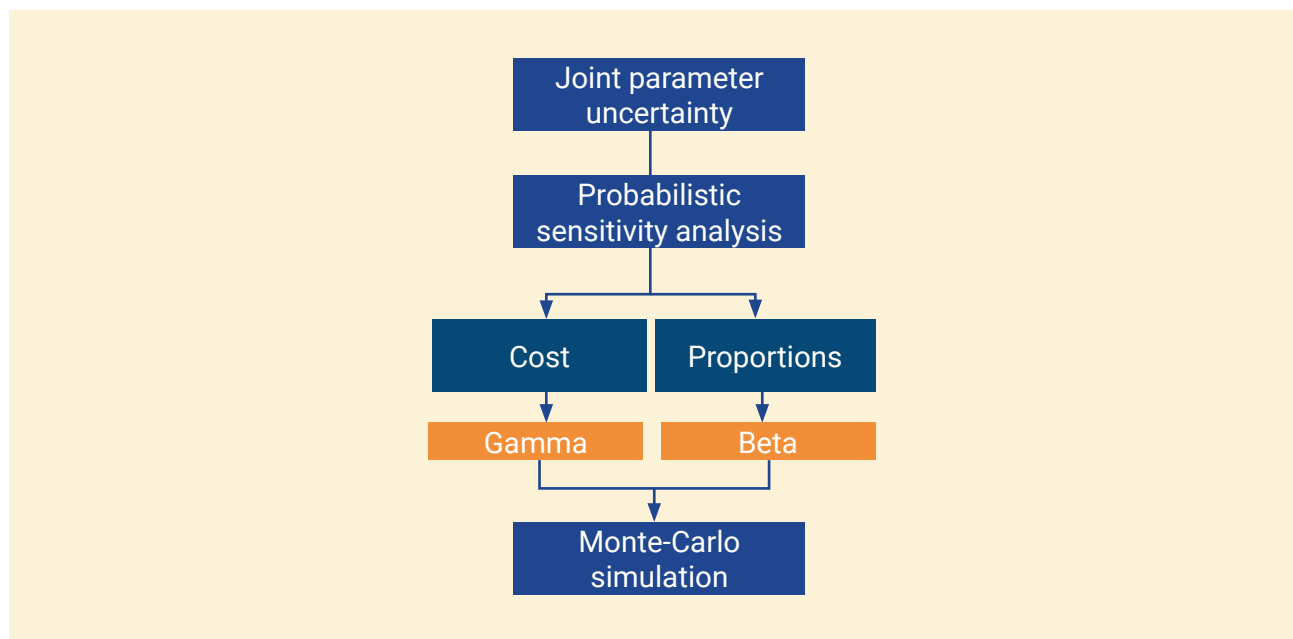 Joint parameter
uncertainty
Probabilistic
sensitivity analysis
Cost
Proportions
Gamma
Beta
Monte-Carlo
simulation